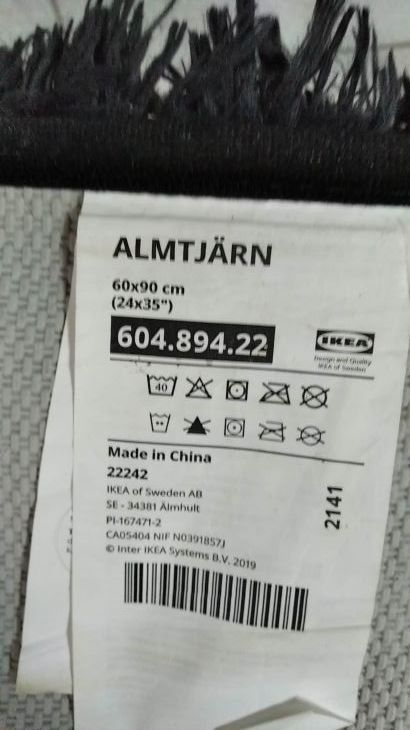 ALMTJÄRN
60x90 cm
(24x35")
604.894.22
IKEA
Design and Quality
IKEA of Sweden
40
Made in China
22242
IKEA of Sweden AB
SE - 34381 Älmhult
PI-167471-2
CA05404 NIF N0391857J
© Inter IKEA Systems B.V. 2019
2141